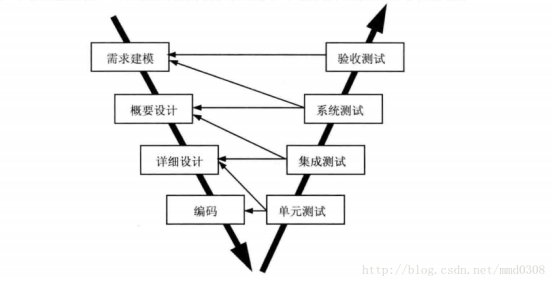 需求建模
验收测试
概要设计
系统测试
详细设计
集成测试
编码
单元测试
http://blog.csdn.net/mmd0308